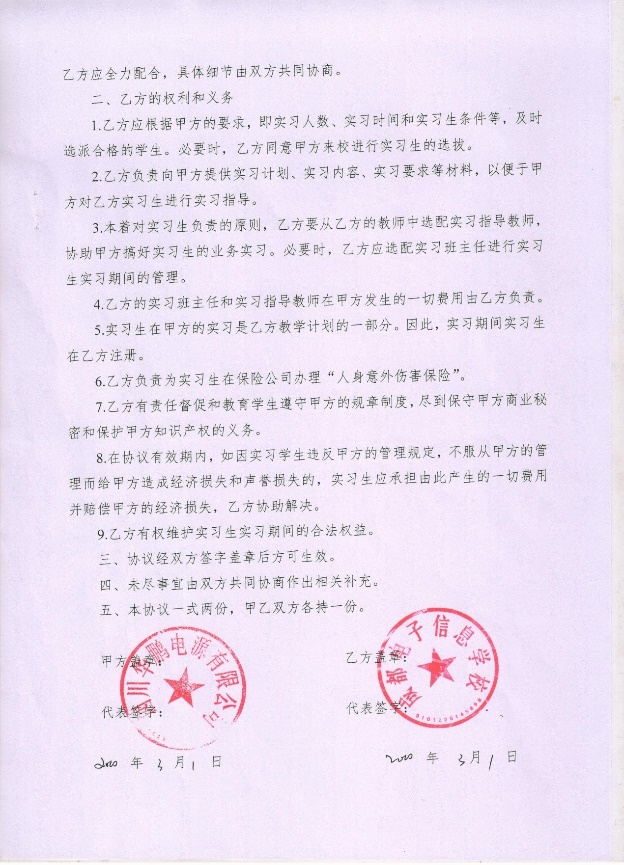 乙方应全力配合，具体细节由双方共同协商。
二、乙方的权利和义务
1.乙方应根据甲方的要求，即实习人数、实习时间和实习生条件等，及时
选派合格的学生。必要时，乙方同意甲方来校进行实习生的选拔。
2.乙方负责向甲方提供实习计划、实习内容、实习要求等材料，以便于甲
方对乙方实习生进行实习指导。
3.本着对实习生负责的原则，乙方要从乙方的教师中选配实习指导教师，
协助甲方搞好实习生的业务实习。必要时，乙方应选配实习班主任进行实习
生实习期间的管理。
4.乙方的实习班主任和实习指导教师在甲方发生的一切费用由乙方负责。
5.实习生在甲方的实习是乙方教学计划的一部分。因此，实习期间实习生
在乙方注册。
6.乙方负责为实习生在保险公司办理“人身意外伤害保险”。
7.乙方有责任督促和教育学生遵守甲方的规章制度，尽到保守甲方商业秘
密和保护甲方知识产权的义务。
8.在协议有效期内，如因实习学生违反甲方的管理规定，不服从甲方的管
理而给甲方造成经济损失和声誉损失的，实习生应承担由此产生的一切费用
并赔偿甲方的经济损失，乙方协助解决。
9.乙方有权维护实习生实习期间的合法权益。
三、协议经双方签字盖章后方可生效。
四、未尽事宜由双方共同协商作出相关补充。
五、本协议一式两份，甲乙双方各持一份。
四川华鹏电源有限公司
成都电子信息学校
甲方盖章： 乙方盖章：
代表签字： 代表签字：
年 3 月 1 日 年 3 月 1 日